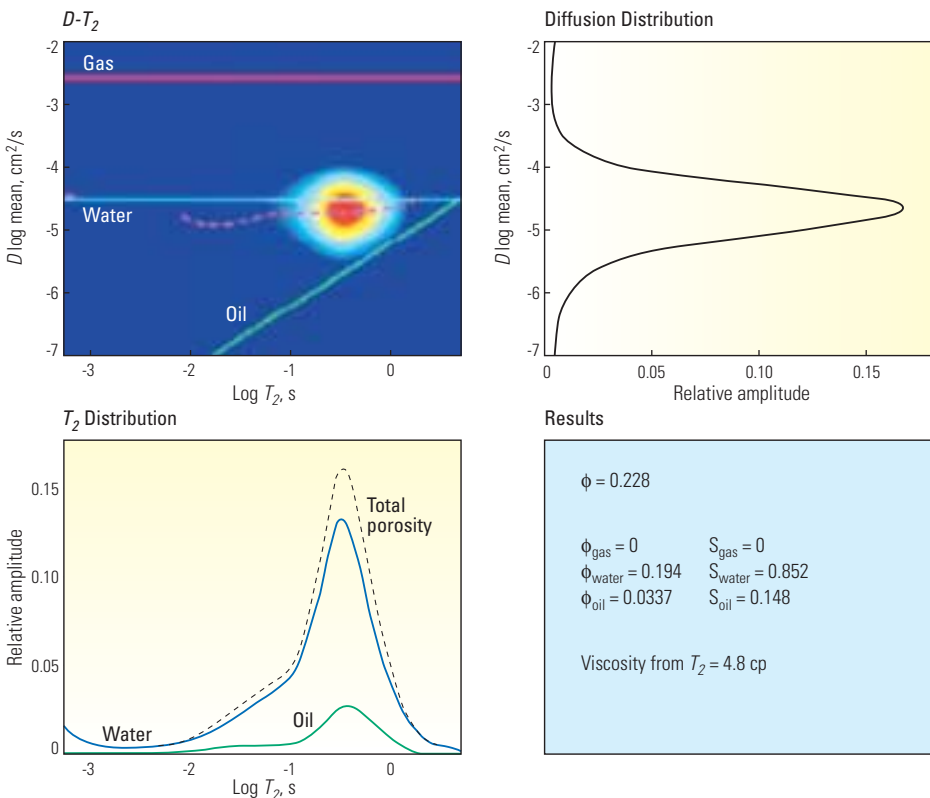 D-T₂
-2
-3
-4
-5
-6
-7
D log mean, cm²/s
Gas
Water
Oil
-3 -2 -1 0
Log T₂, s
Diffusion Distribution
-2
-3
-4
-5
-6
-7
D log mean, cm²/s
0 0.05 0.10 0.15
Relative amplitude
T₂ Distribution
0.15
0.10
0.05
0
Relative amplitude
Total
porosity
Water
Oil
-3 -2 -1 0
Log T₂, s
Results
ϕ = 0.228
ϕgas = 0 Sgas = 0
ϕwater = 0.194 Swater = 0.852
ϕoil = 0.0337 Soil = 0.148
Viscosity from T₂ = 4.8 cp